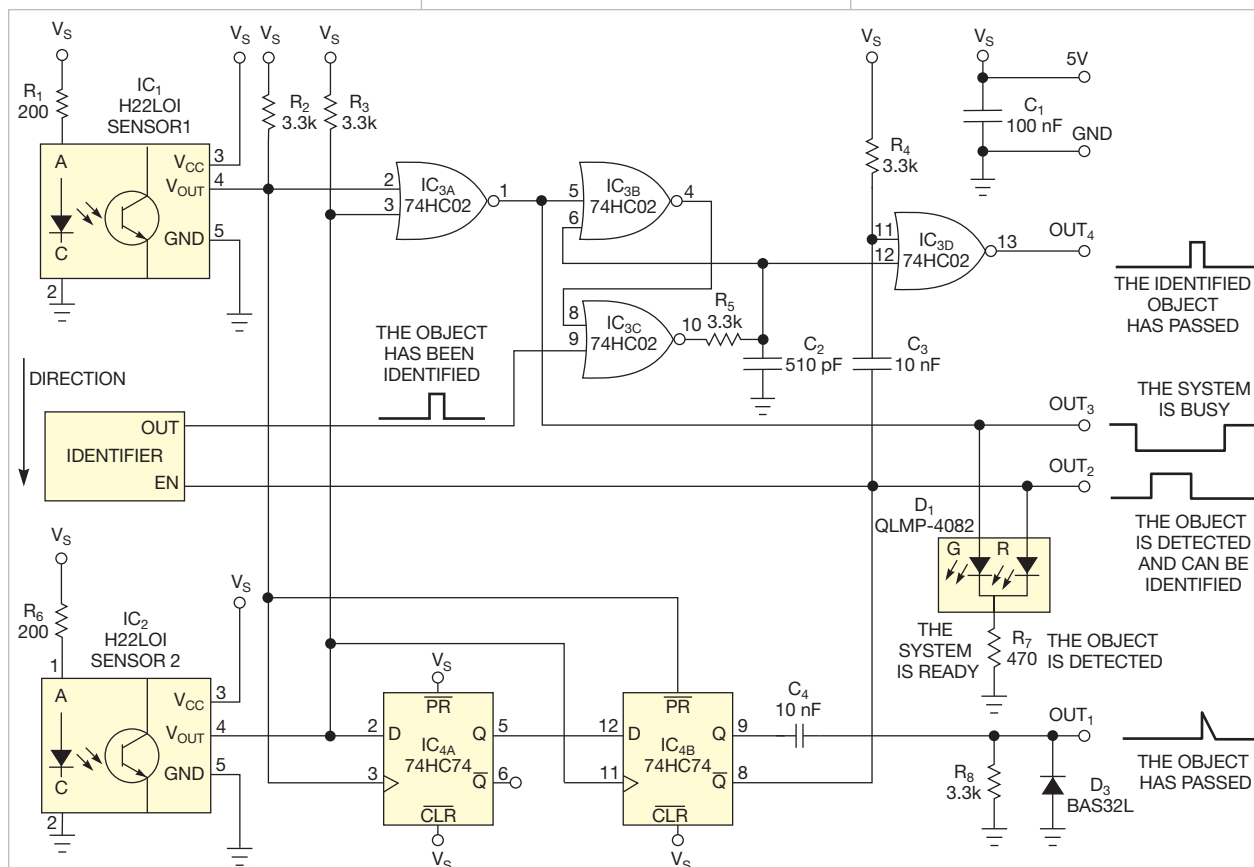 VS
R1
200
IC1
H22LOI
SENSOR1
A
C
VCC
3
VOUT
4
GND
5
2
VS
VS
R2
3.3k
VS
R3
3.3k
2
3
IC3A
74HC02
1
5
6
IC3B
74HC02
4
8
9
IC3C
74HC02
10
R5
3.3k
C2
510 pF
VS
R4
3.3k
C3
10 nF
11
12
IC3D
74HC02
13
VS
5V
C1
100 nF
GND
OUT4
THE IDENTIFIED
OBJECT
HAS PASSED
THE OBJECT
HAS BEEN
IDENTIFIED
DIRECTION
OUT
IDENTIFIER
EN
OUT3
THE SYSTEM
IS BUSY
OUT2
THE OBJECT
IS DETECTED
AND CAN BE
IDENTIFIED
D1
QLMP-4082
G
R
THE
SYSTEM
IS READY
R7
470
THE OBJECT
IS DETECTED
VS
R6
200
IC2
H22LOI
SENSOR 2
1
A
C
VCC
3
VOUT
4
GND
5
2
VS
VS
PR
2
D
Q
5
IC4A
74HC74
3
Q
6
CLR
VS
PR
12
D
Q
9
IC4B
74HC74
11
Q
8
CLR
VS
C4
10 nF
OUT1
R8
3.3k
D3
BAS32L
THE OBJECT
HAS PASSED